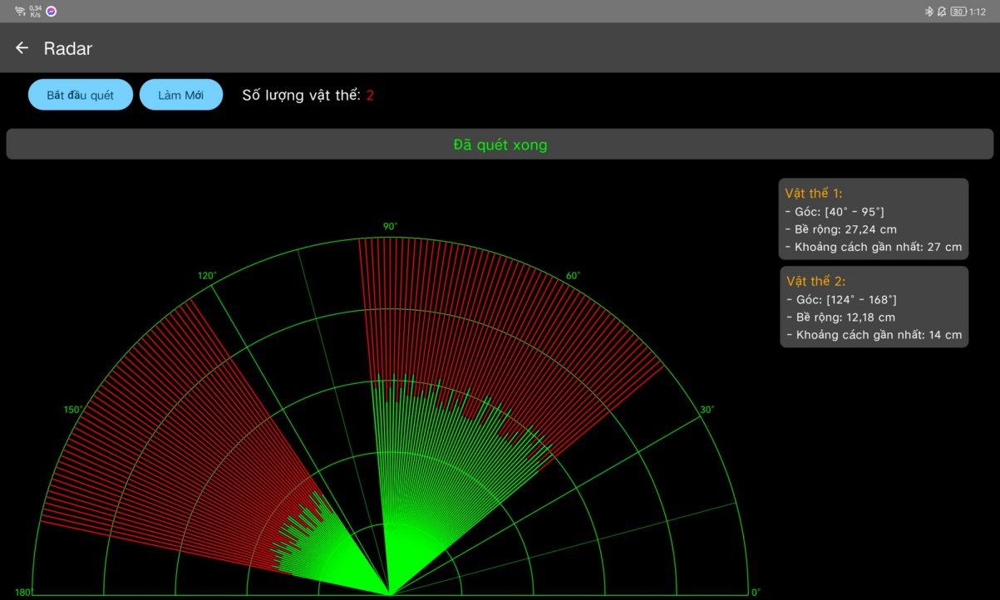 0,34
K/s
30 1:12
Radar
Bắt đầu quét
Làm Mới
Số lượng vật thể: 2
Đã quét xong
Vật thể 1:
- Góc: [40° - 95°]
- Bề rộng: 27,24 cm
- Khoảng cách gần nhất: 27 cm
Vật thể 2:
- Góc: [124° - 168°]
- Bề rộng: 12,18 cm
- Khoảng cách gần nhất: 14 cm
90°
120°
60°
150°
30°
180°
0°